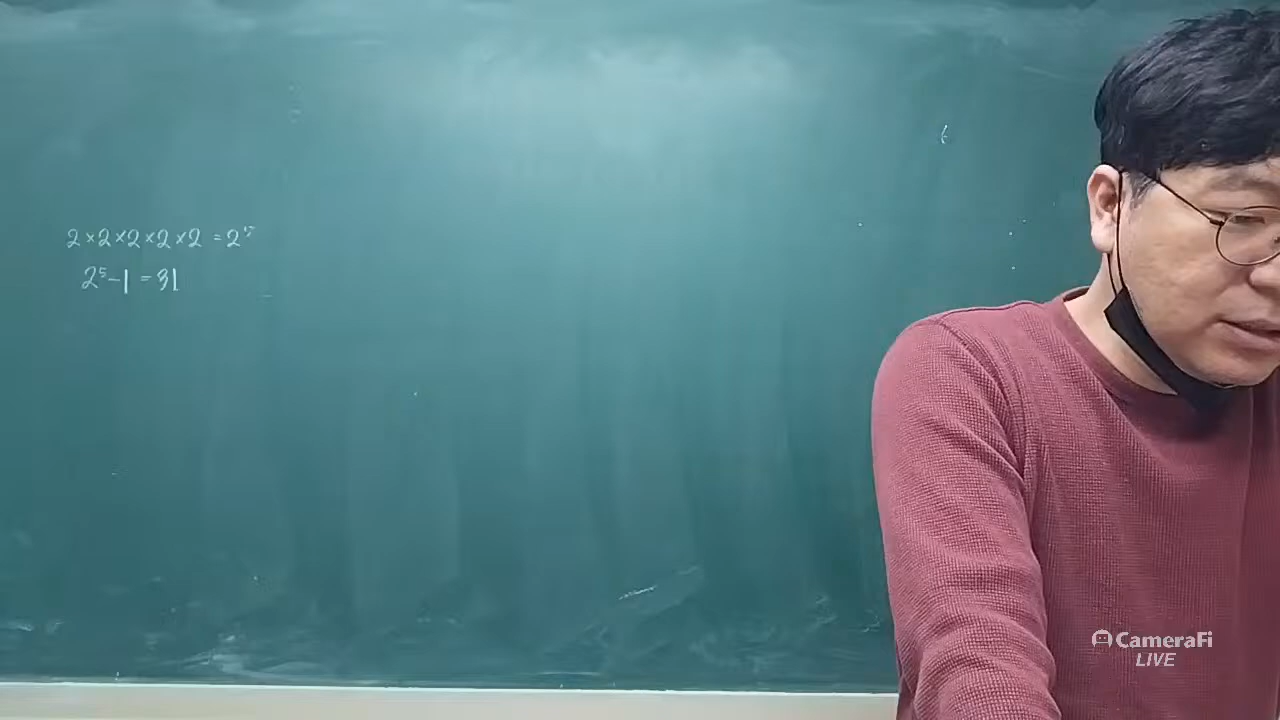 2×2×2×2×2 = 2⁵
2⁵-1 = 31
CameraFi
LIVE